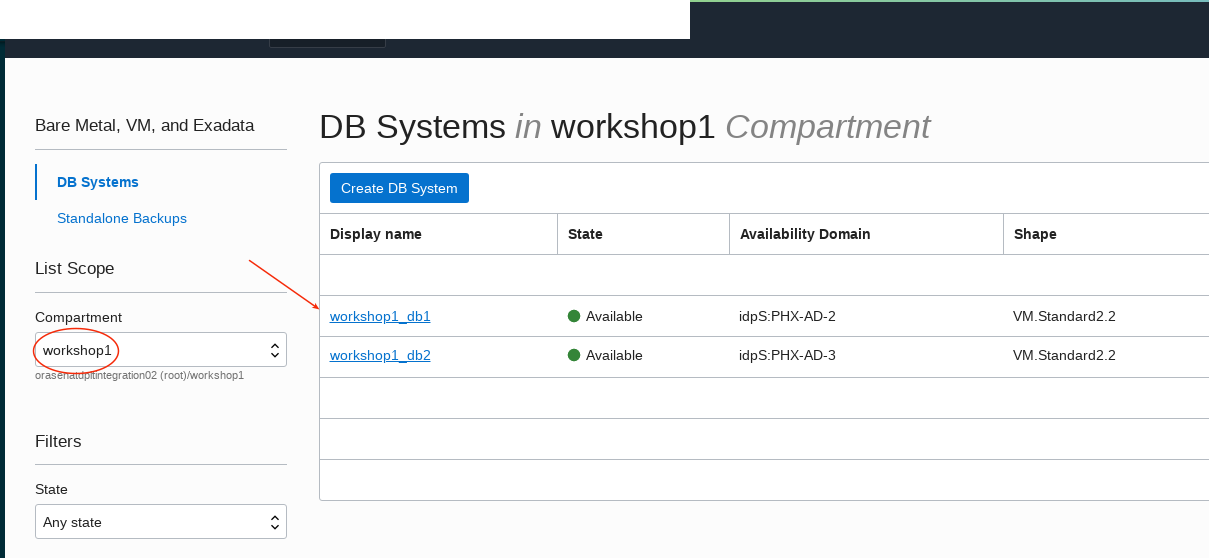 Bare Metal, VM, and Exadata
DB Systems
Standalone Backups
List Scope
Compartment
workshop1
orasenatdpltintegration02 (root)/workshop1
Filters
State
Any state
DB Systems in workshop1 Compartment
Create DB System
Display name State Availability Domain Shape
workshop1_db1 Available idpS:PHX-AD-2 VM.Standard2.2
workshop1_db2 Available idpS:PHX-AD-3 VM.Standard2.2